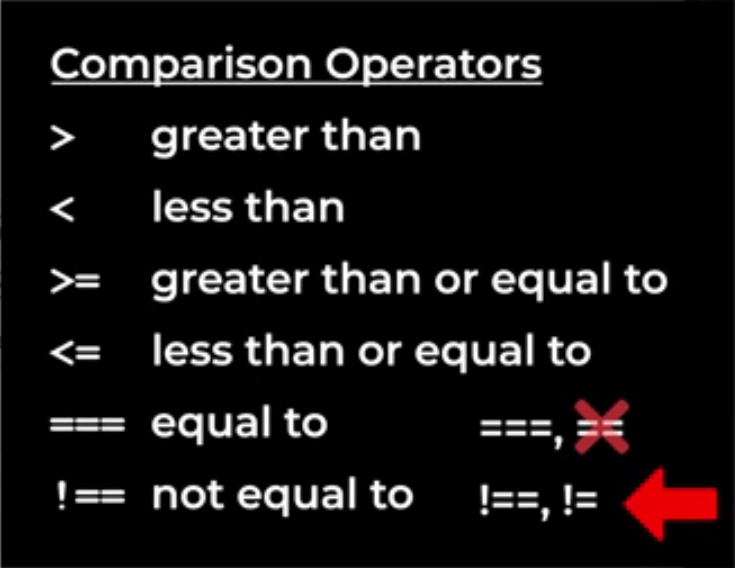 Comparison Operators
> greater than
< less than
>= greater than or equal to
<= less than or equal to
=== equal to ===, ==
!== not equal to !==, !=